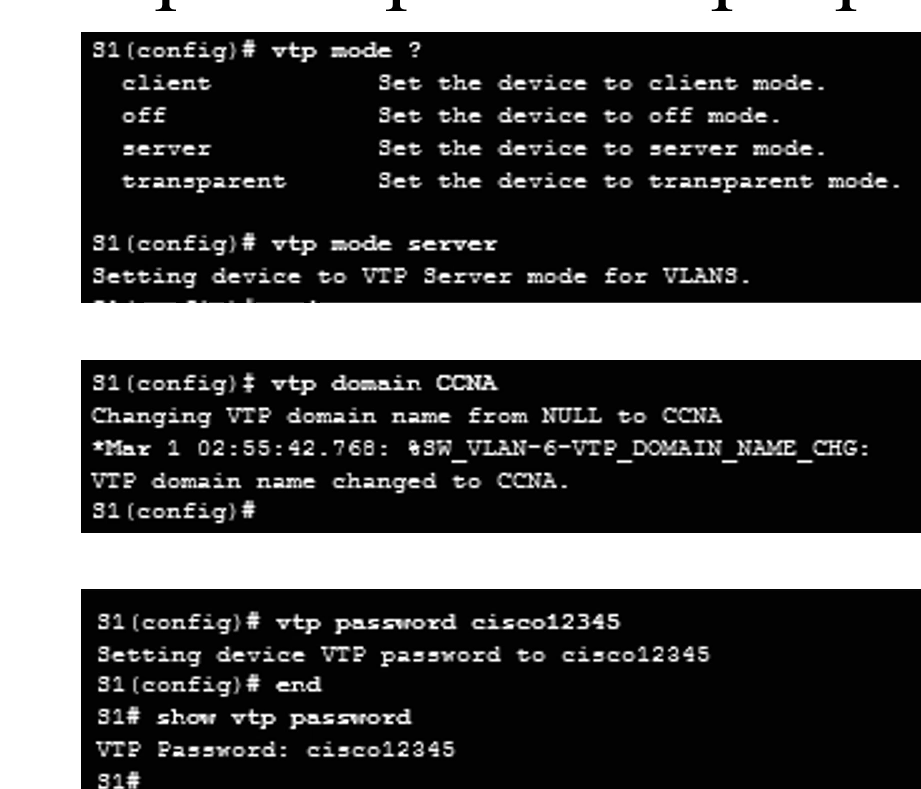 S1(config)# vtp mode ?
client Set the device to client mode.
off Set the device to off mode.
server Set the device to server mode.
transparent Set the device to transparent mode.
S1(config)# vtp mode server
Setting device to VTP Server mode for VLANS.
S1(config)# vtp domain CCNA
Changing VTP domain name from NULL to CCNA
*Mar 1 02:55:42.768: %SW_VLAN-6-VTP_DOMAIN_NAME_CHG:
VTP domain name changed to CCNA.
S1(config)#
S1(config)# vtp password cisco12345
Setting device VTP password to cisco12345
S1(config)# end
S1# show vtp password
VTP Password: cisco12345
S1#